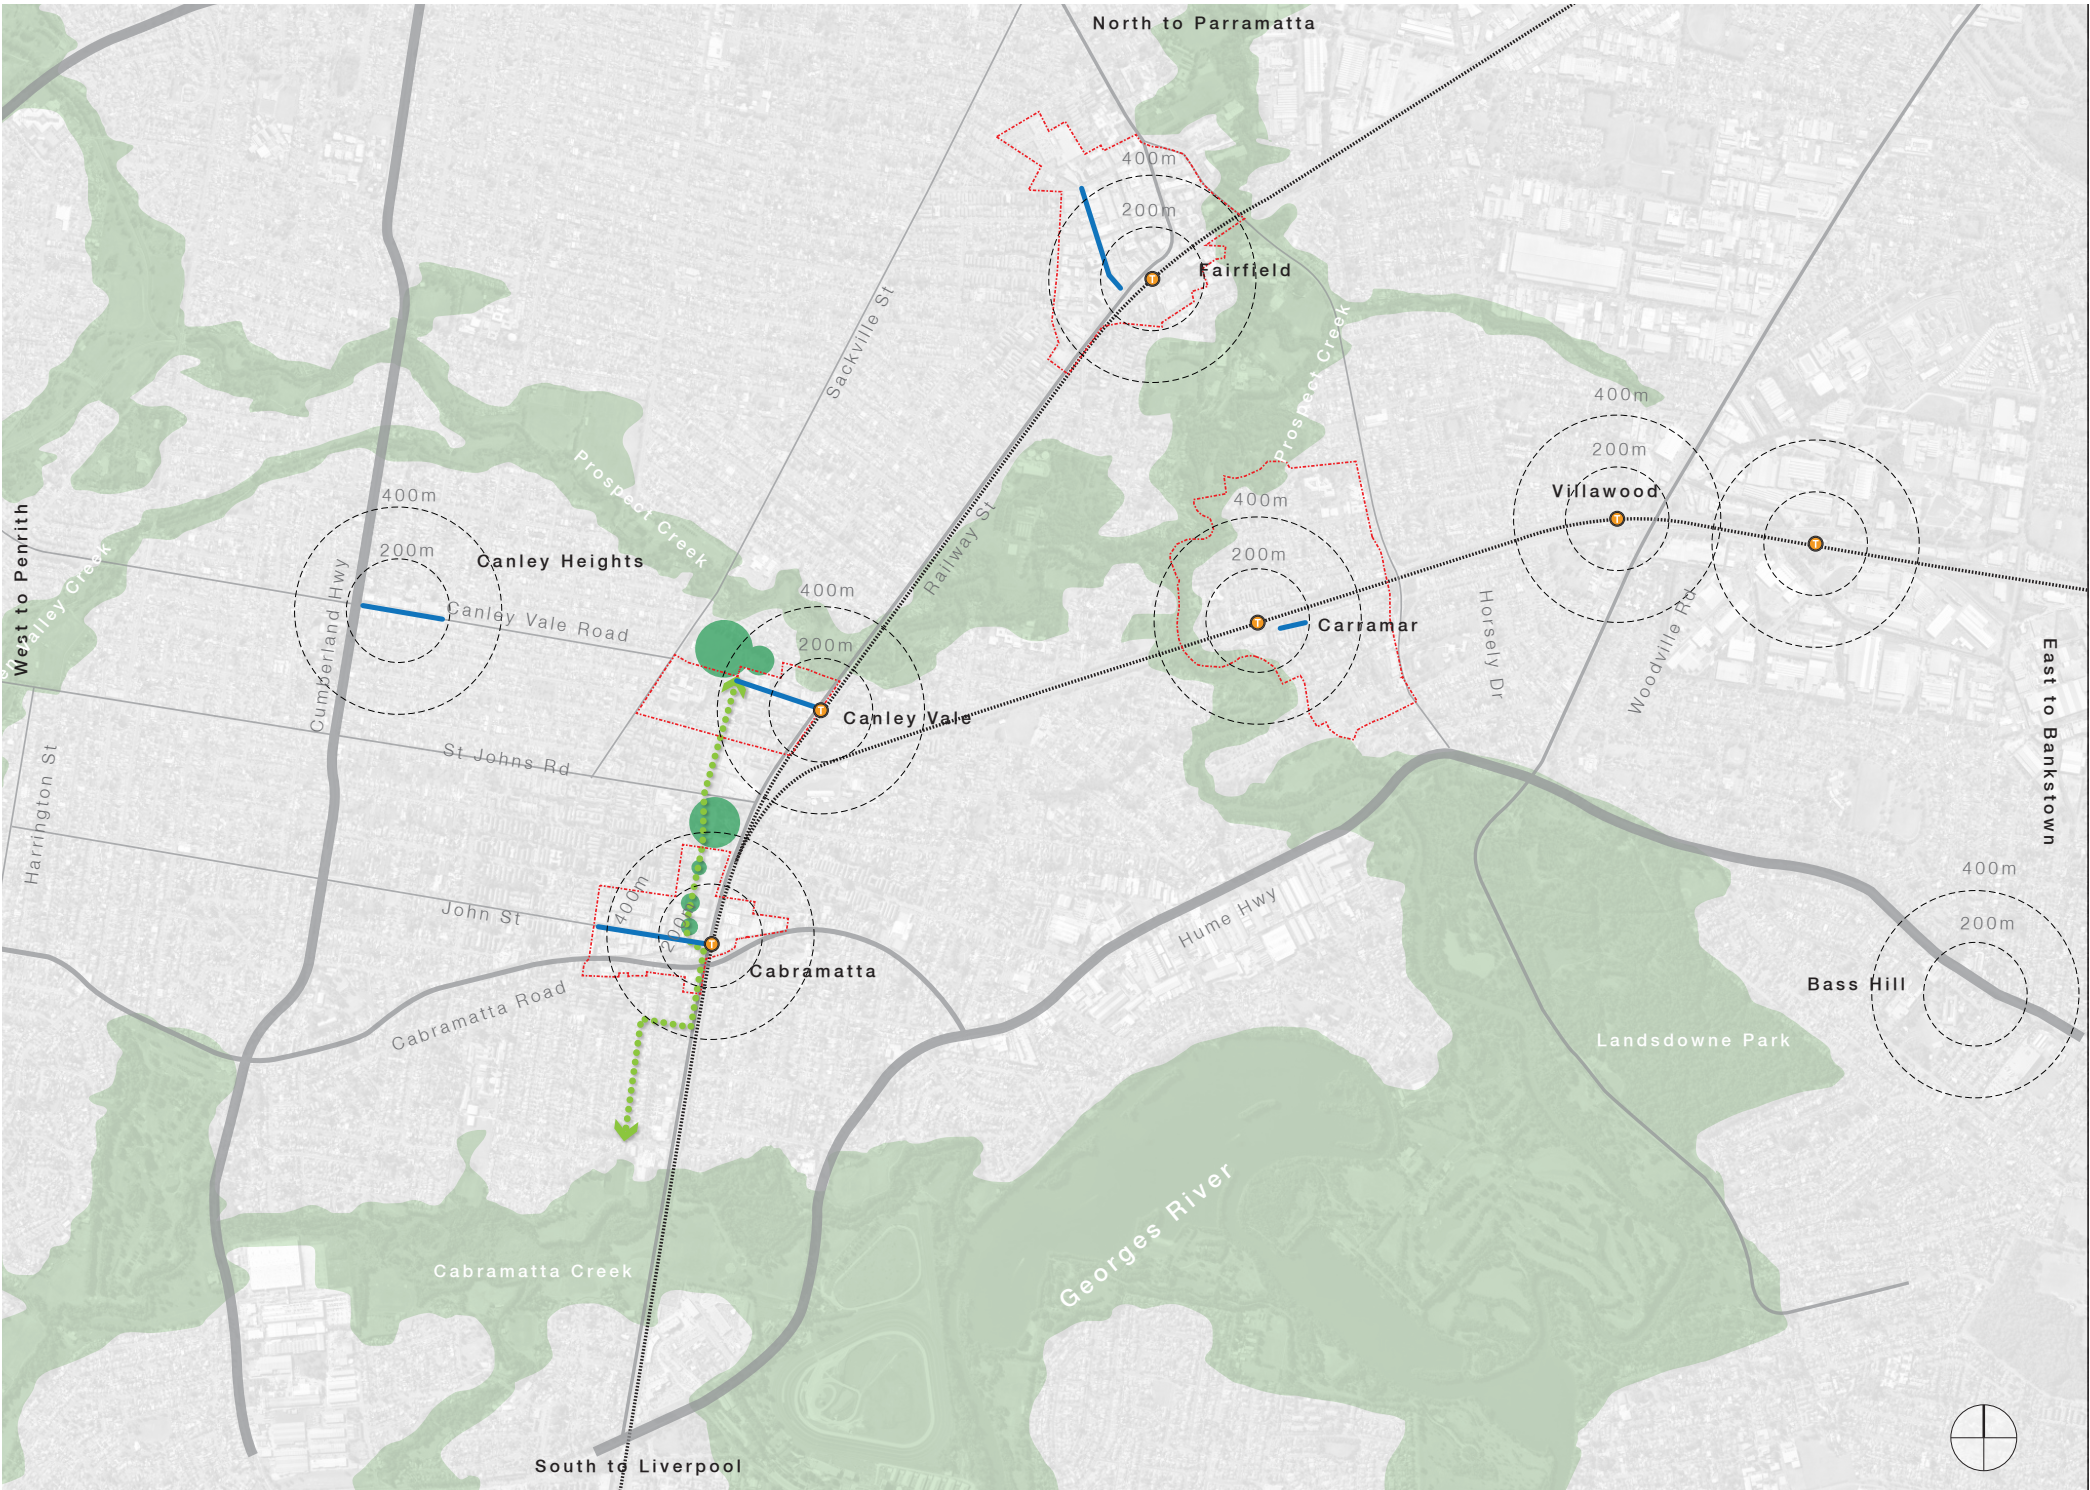 North to Parramatta
400m
200m
Fairfield
Sackville St
Prospect Creek
400m
200m
Villawood
400m
200m
Canley Heights
Prospect Creek
Railway St
400m
200m
Carramar
West to Penrith
Cumberland Hwy
Canley Vale Road
400m
200m
Canley Vale
Horsely Dr
Woodville Rd
East to Bankstown
St Johns Rd
Harrington St
John St
400m
200m
Cabramatta
Cabramatta Road
Hume Hwy
400m
200m
Bass Hill
Landsdowne Park
Georges River
Cabramatta Creek
South to Liverpool
T
T
T
T
T
T